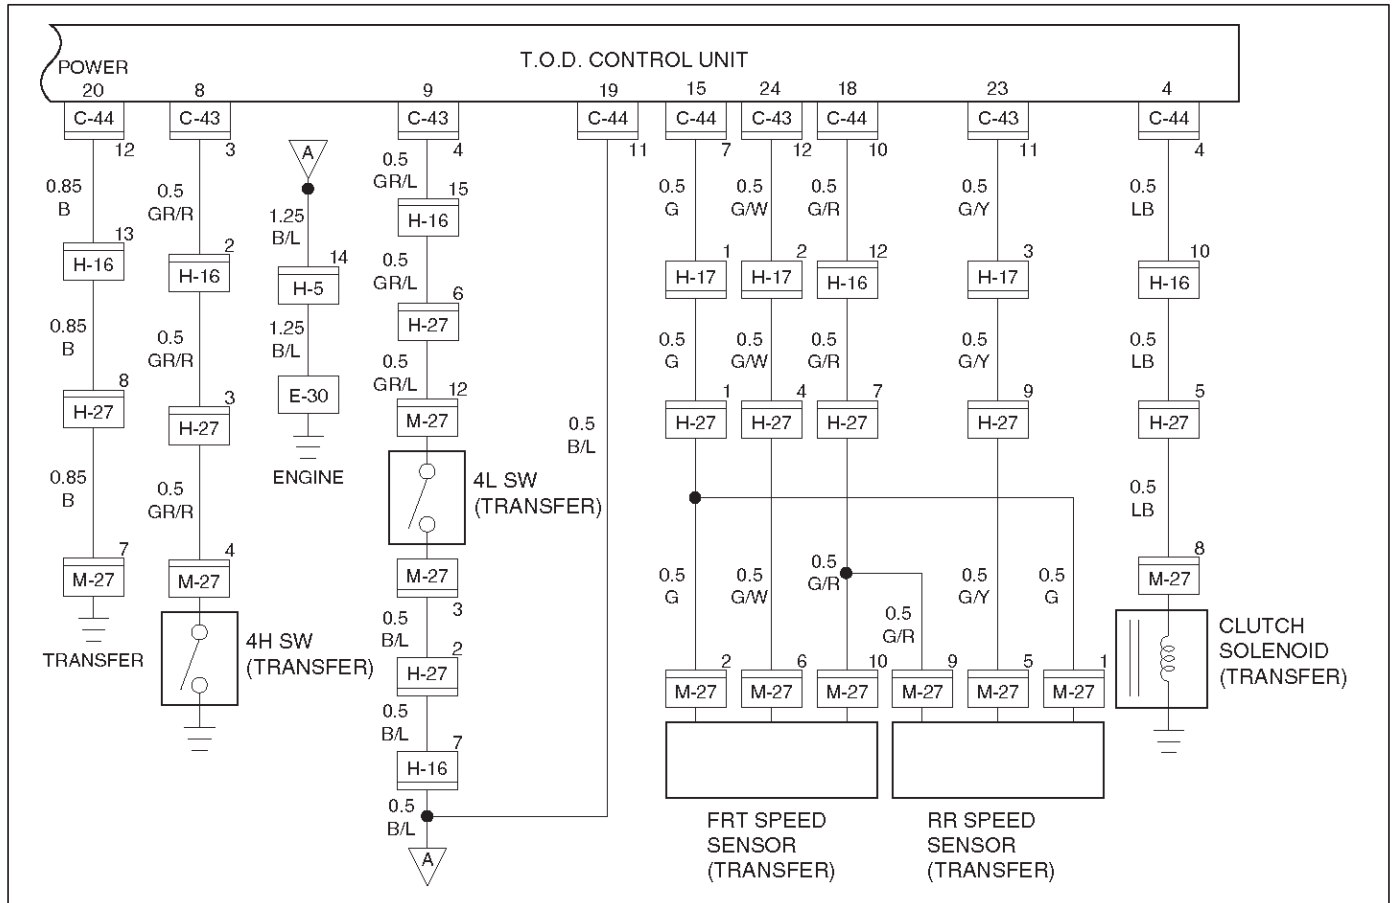 T.O.D. CONTROL UNIT
POWER
20 8 9 19 15 24 18 23 4
C-44 C-43 C-43 C-44 C-44 C-43 C-44 C-43 C-44
12 3 4 11 7 12 10 11 4
A
0.85 0.5 0.5 0.5 0.5 0.5 0.5 0.5
B GR/R GR/L G G/W G/R G/Y LB
1.25
B/L
15
H-16
13 2 14 1 2 12 3 10
H-16 H-16 H-5 H-17 H-17 H-16 H-17 H-16
0.5
GR/L
6
H-27
0.85 0.5 1.25 0.5 0.5 0.5 0.5 0.5
B GR/R B/L G G/W G/R G/Y LB
0.5
GR/L
8 3 12 1 4 7 9 5
H-27 H-27 E-30 M-27 H-27 H-27 H-27 H-27 H-27
0.5
B/L
ENGINE
4L SW
(TRANSFER)
0.85 0.5 0.5
B GR/R LB
7 4 8
M-27 M-27 M-27 M-27
3
0.5 0.5 0.5 0.5 0.5
G G/W G/R G/Y G
0.5
G/R
TRANSFER
4H SW
(TRANSFER)
0.5
B/L
2
H-27
CLUTCH
SOLENOID
(TRANSFER)
2 6 10 9 5 1
M-27 M-27 M-27 M-27 M-27 M-27
0.5
B/L
7
H-16
0.5
B/L
A
FRT SPEED
SENSOR
(TRANSFER)
RR SPEED
SENSOR
(TRANSFER)